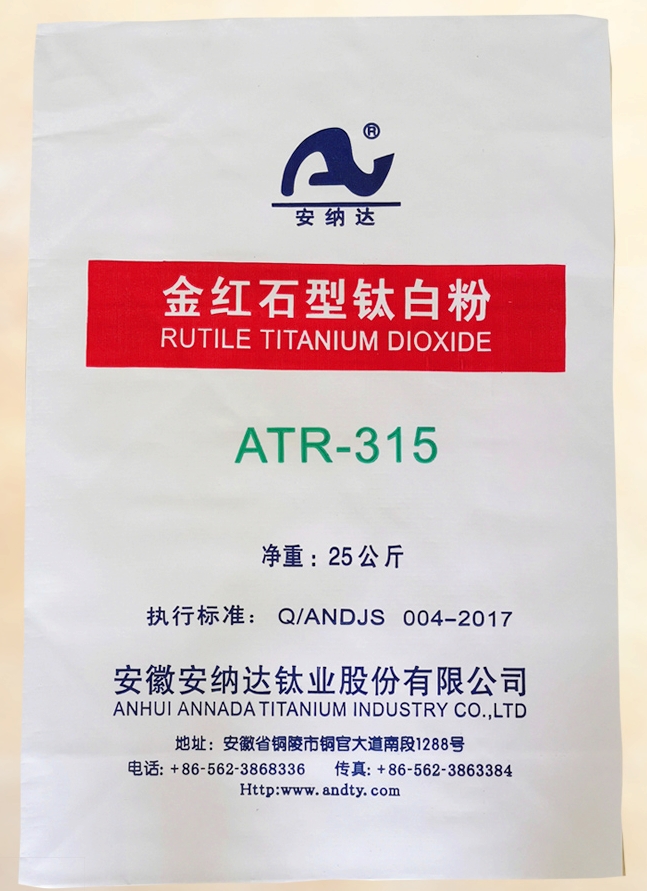 ®
安纳达
金红石型钛白粉
RUTILE TITANIUM DIOXIDE
ATR-315
净重：25公斤
执行标准： Q/ANDJS 004-2017
安徽安纳达钛业股份有限公司
ANHUI ANNADA TITANIUM INDUSTRY CO.,LTD
地址：安徽省铜陵市铜官大道南段1288号
电话：+86-562-3868336 传真：+86-562-3863384
Http:www.andty.com